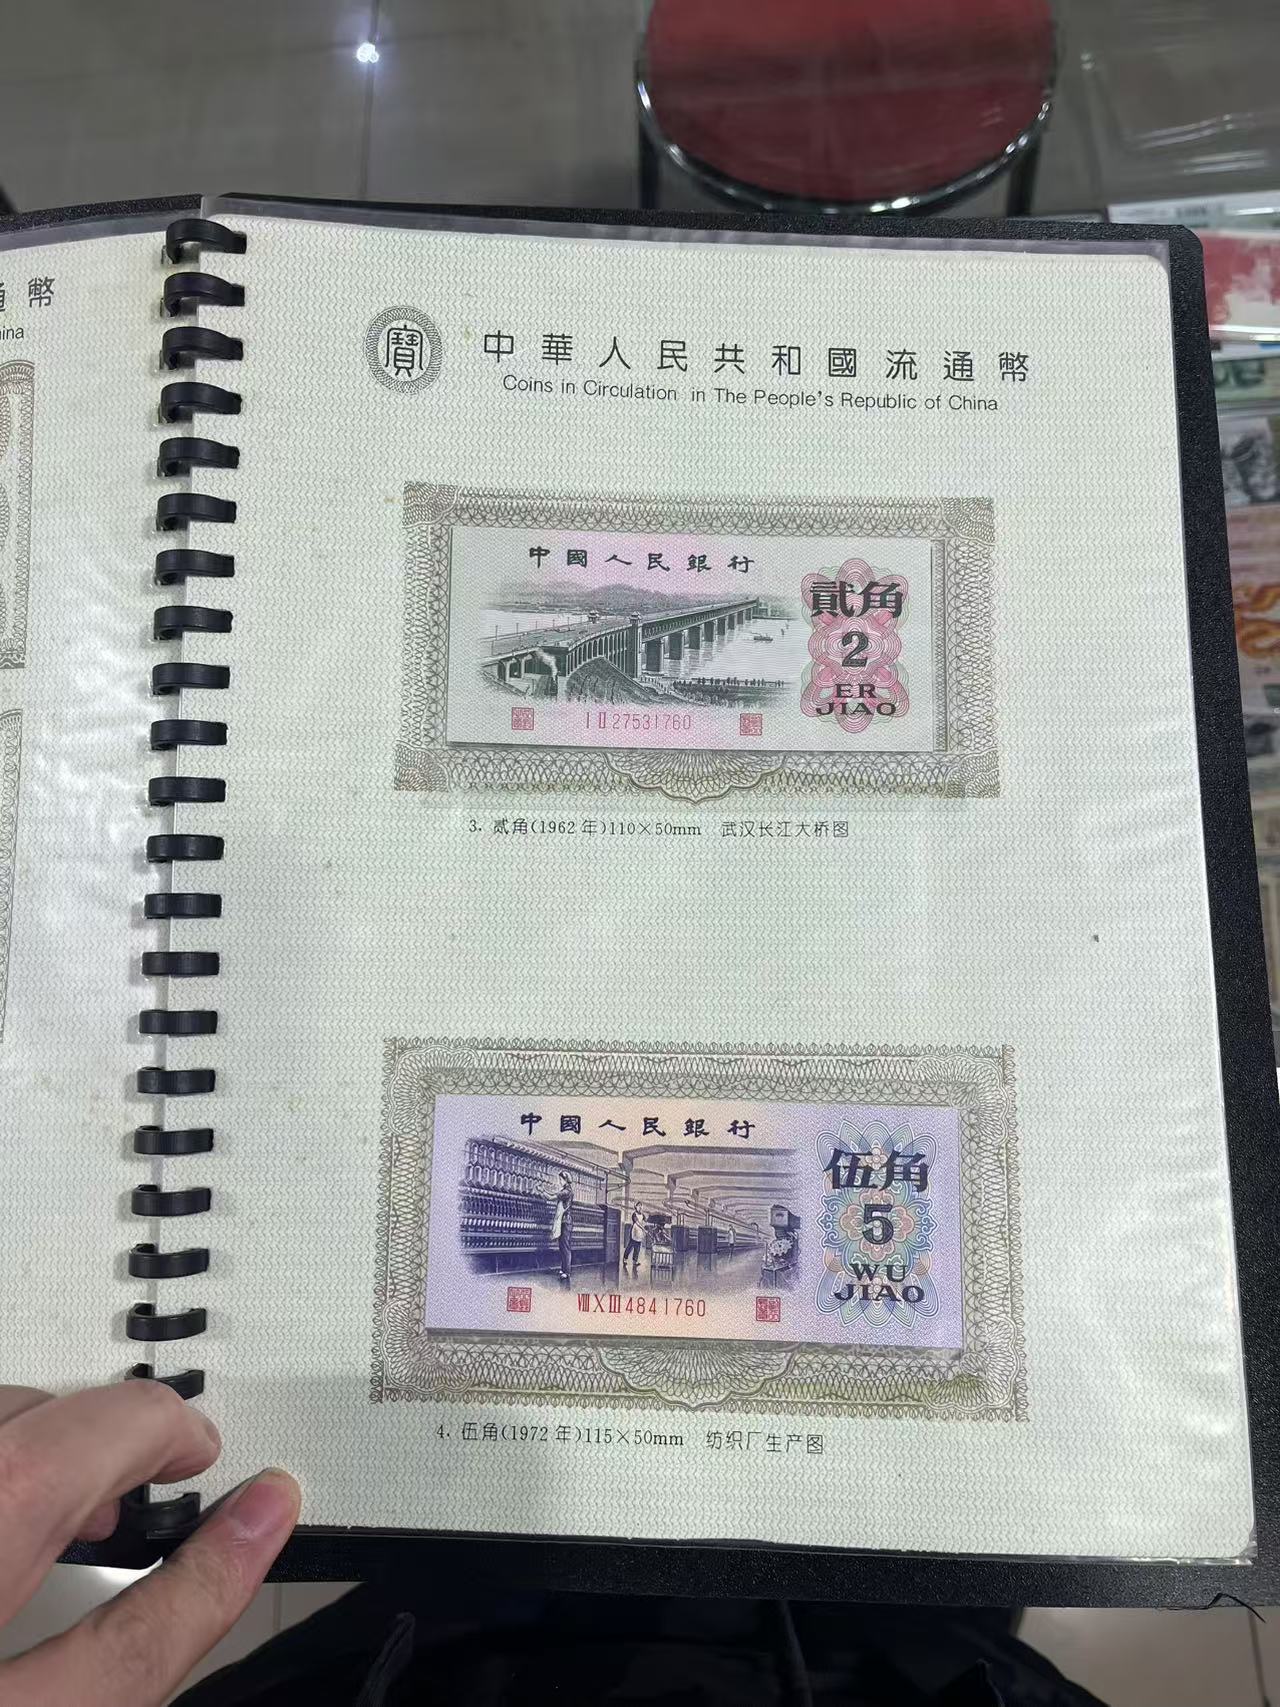 通幣
ina
寶
中華人民共和國流通幣
Coins in Circulation in The People's Republic of China
中國人民銀行
貳角
2
ER
JIAO
I II 27531760
3. 贰角(1962年)110×50mm 武汉长江大桥图
中國人民銀行
伍角
5
WU
JIAO
VIII X III 4841760
4. 伍角(1972年)115×50mm 纺织厂生产图